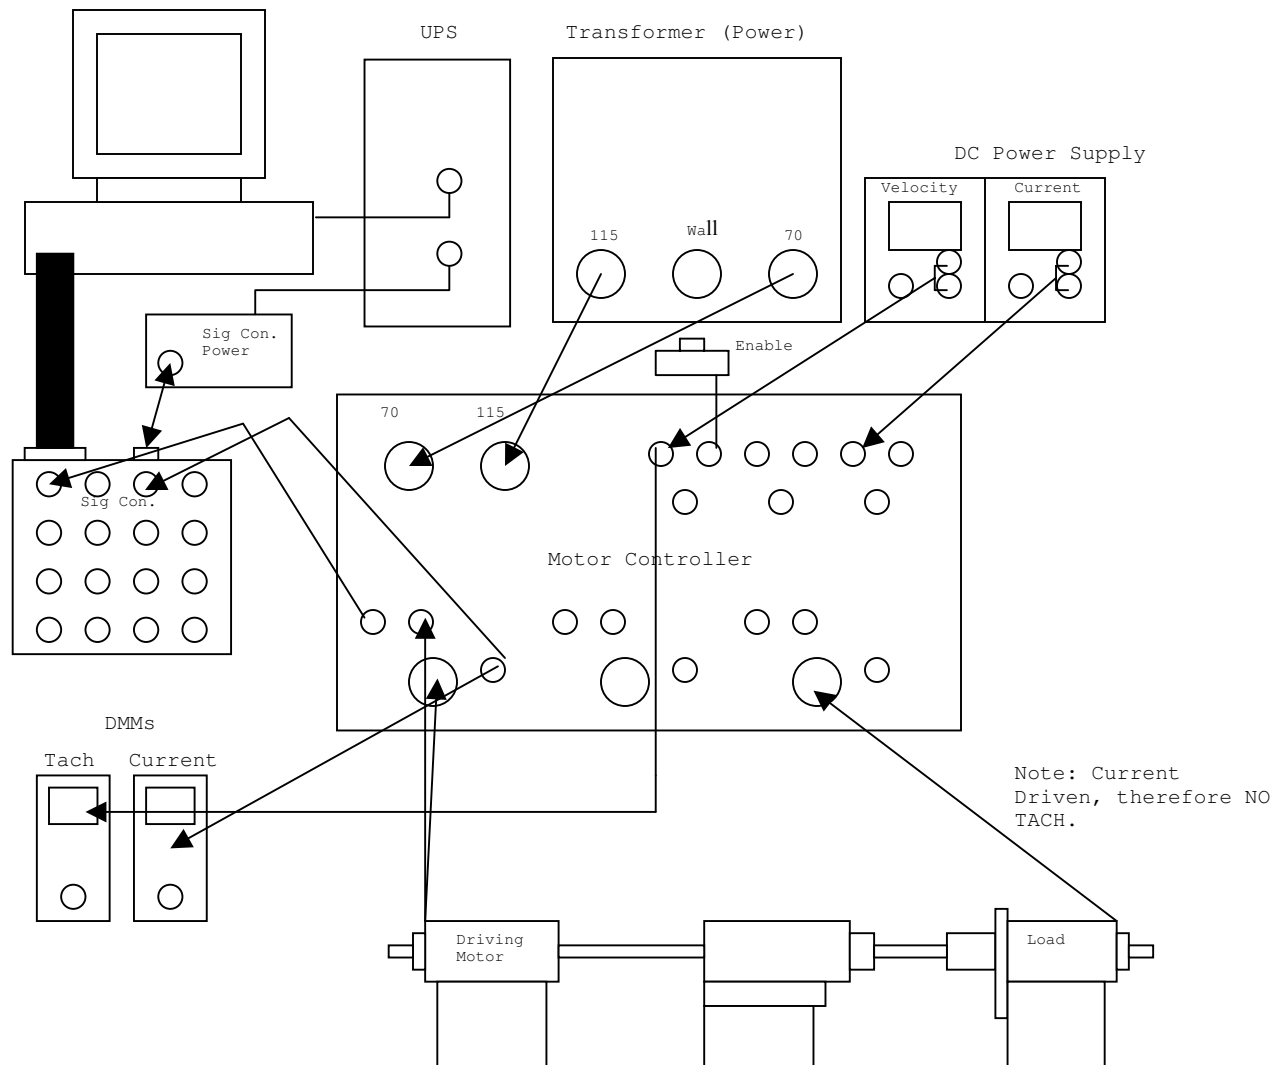 UPS
Transformer (Power)
DC Power Supply
Velocity
Current
115
Wall
70
Sig Con.
Power
Enable
70
115
Sig Con.
Motor Controller
DMMs
Tach
Current
Note: Current
Driven, therefore NO
TACH.
Driving
Motor
Load